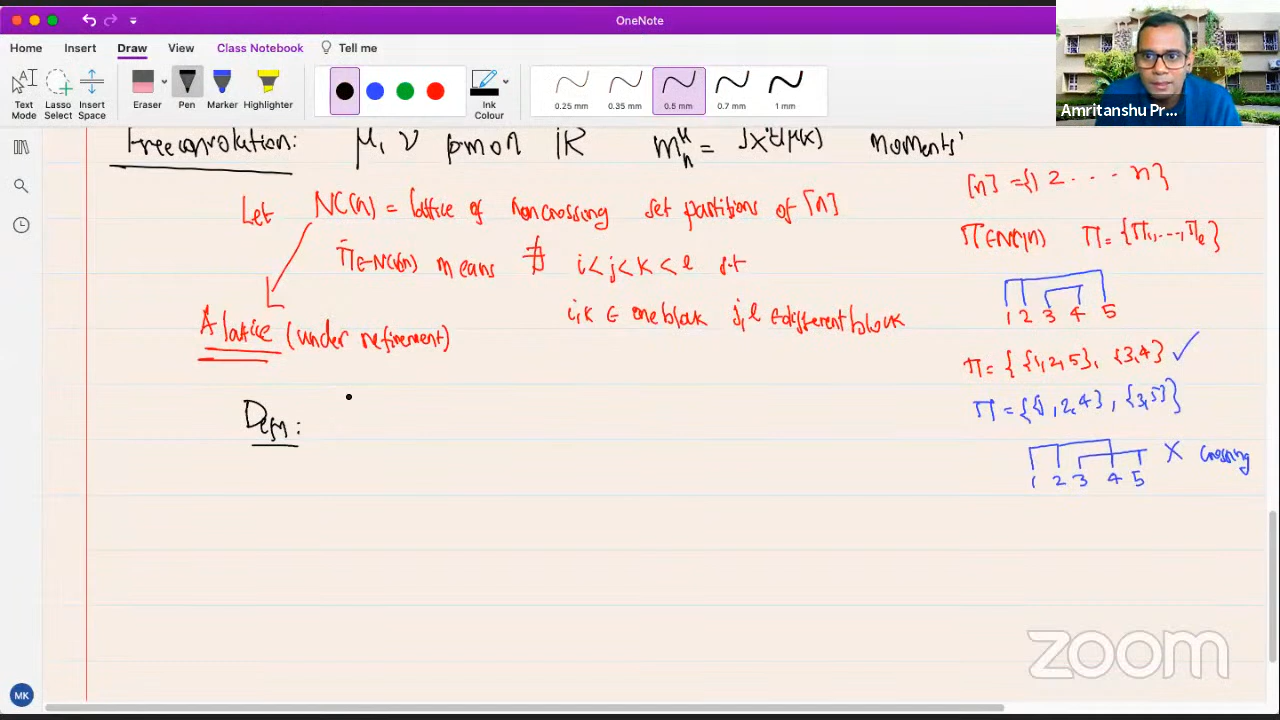 OneNote
Home Insert Draw View Class Notebook Tell me
Text Mode
Lasso Select
Insert Space
Eraser
Pen
Marker
Highlighter
Ink Colour
0.25 mm 0.35 mm 0.5 mm 0.7 mm 1 mm
Amritanshu Pr...
Free convolution: μ, ν pm on ℝ moments
Let NC(n) = lattice of noncrossing set partitions of [n]
π ∈ NC(n) means ∄ i < j < k < l st
i, k ∈ one block j, l ∈ different block
A lattice (under refinement)
Defn:
[n] = {1 2 . . . n}
π ∈ NC(n) π = {π₁, ..., πₑ}
1 2 3 4 5
π = { {1, 2, 5}, {3, 4} ✓
π = {{1, 2, 4}, {3, 5}}
1 2 3 4 5 X crossing
zoom
MK